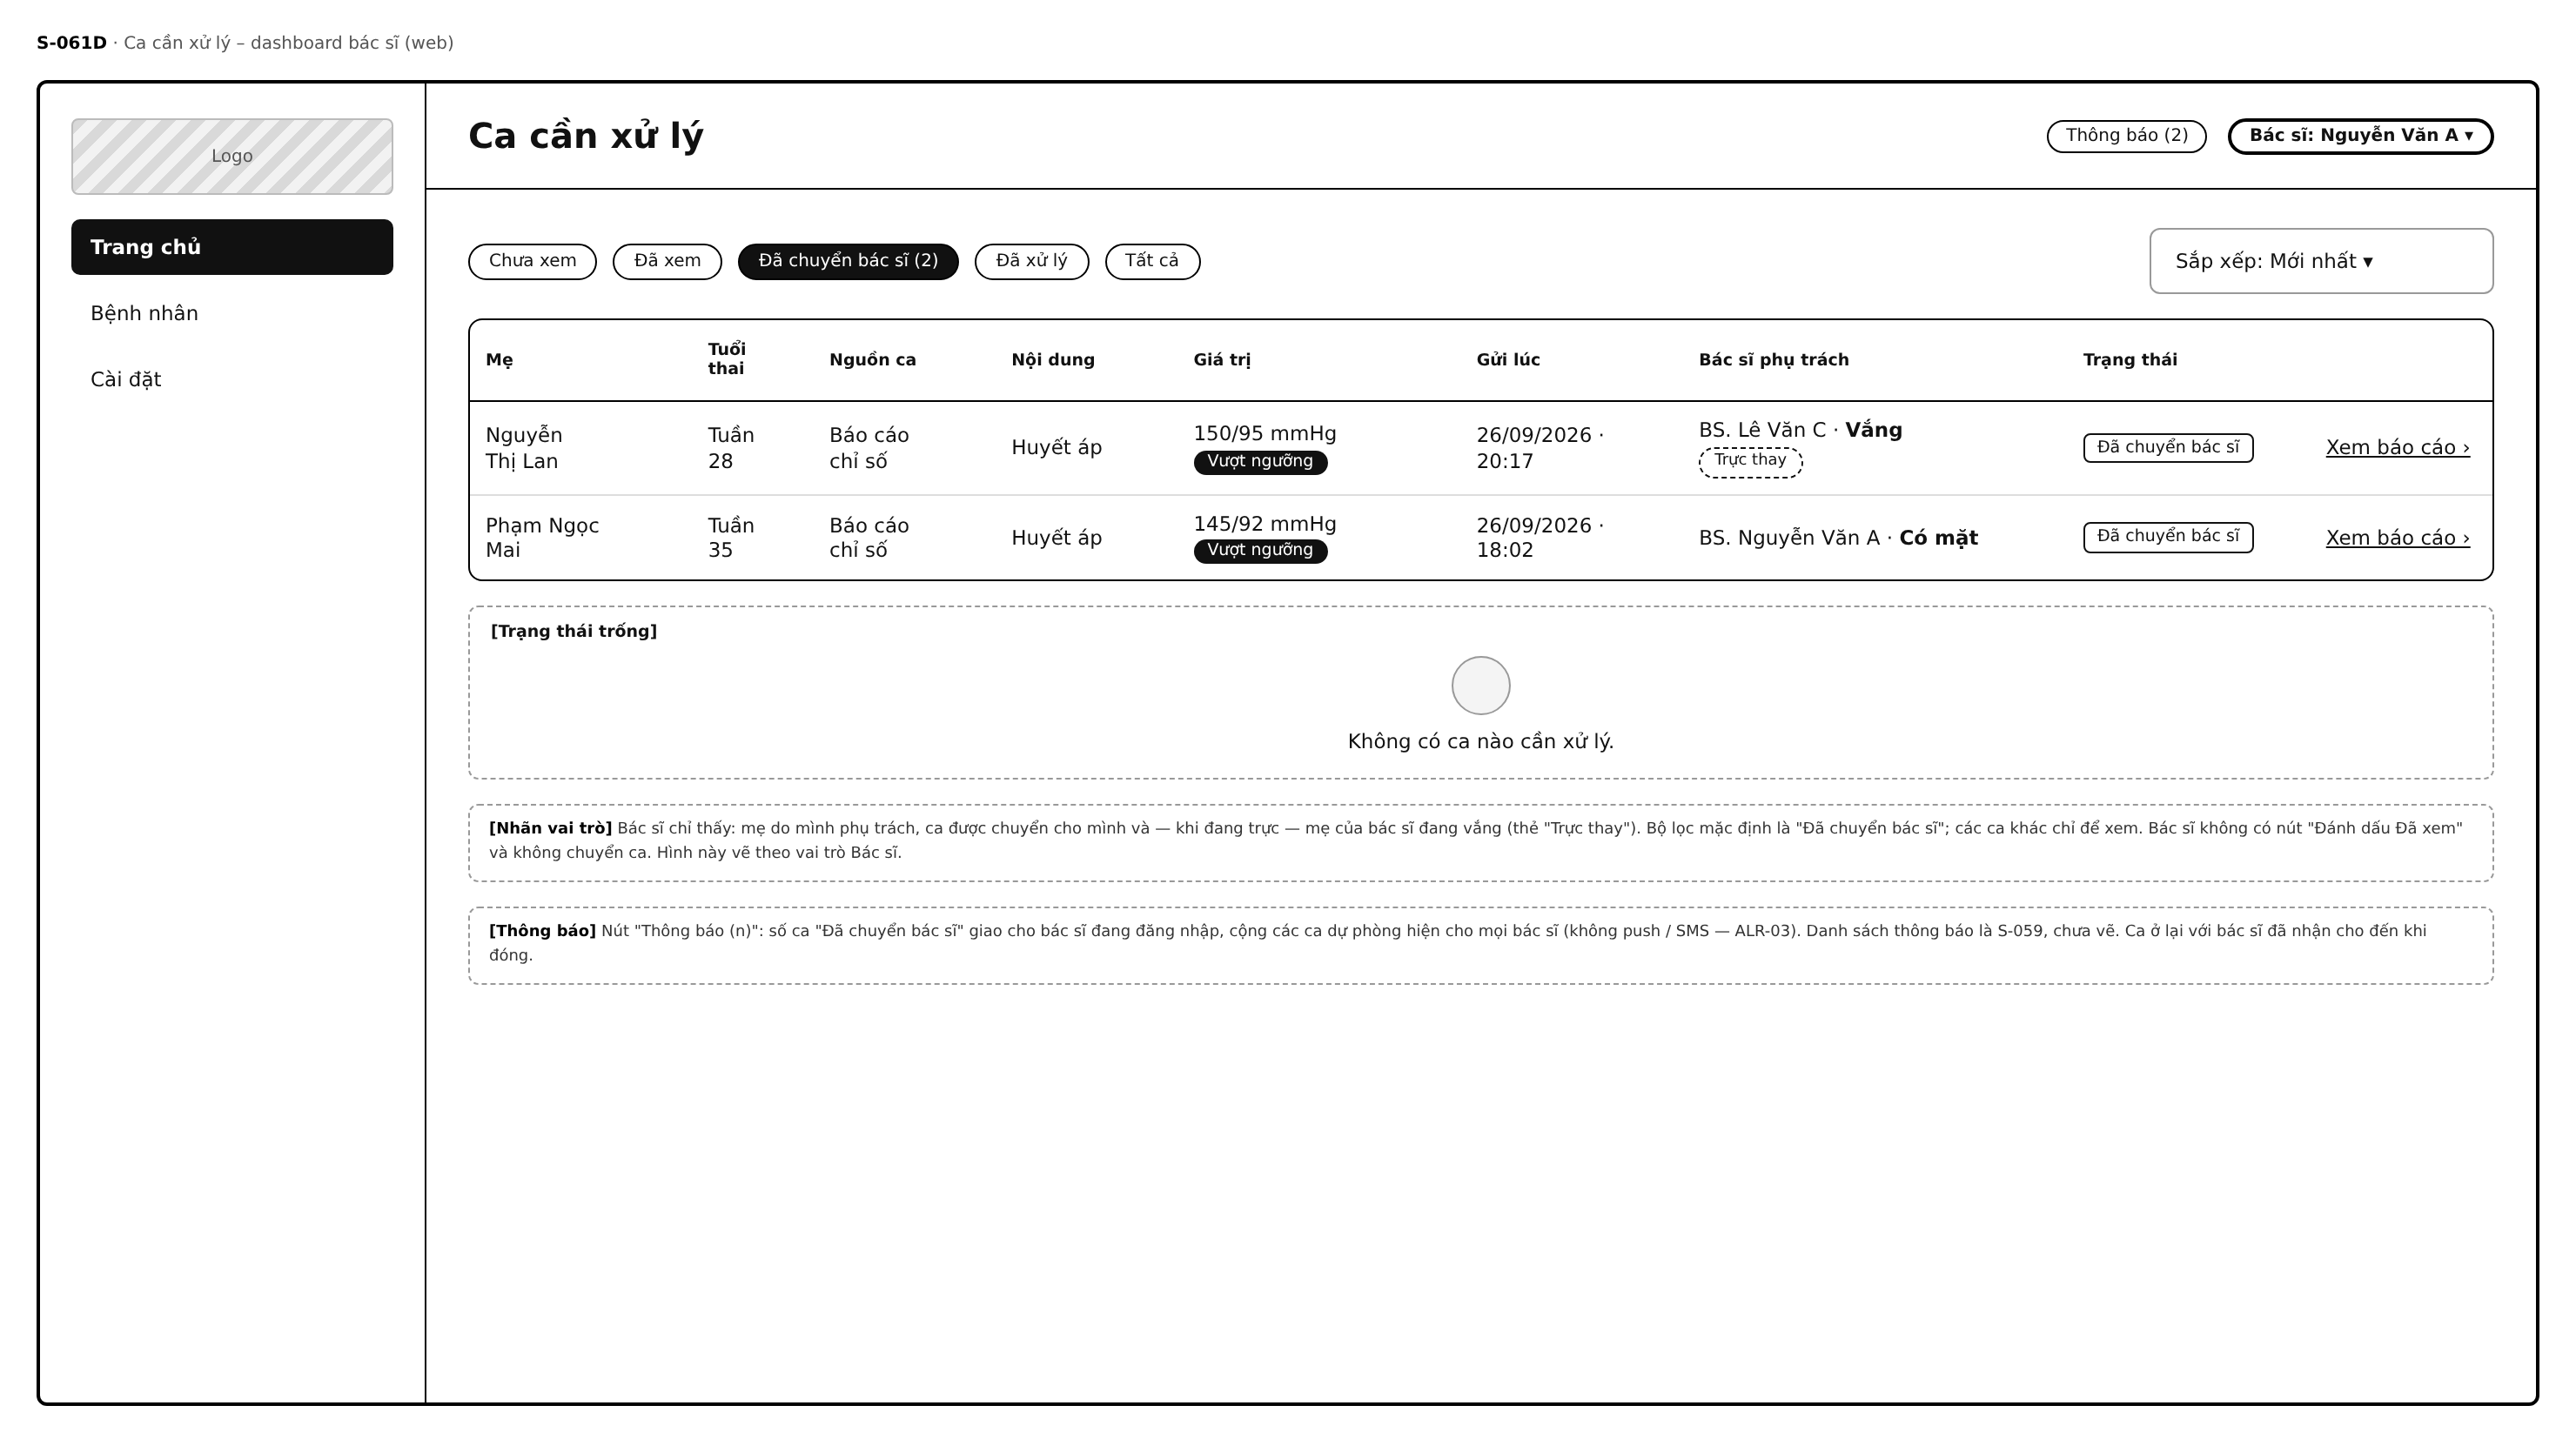 S-061D · Ca cần xử lý – dashboard bác sĩ (web)
Logo
Trang chủ
Bệnh nhân
Cài đặt
Ca cần xử lý
Thông báo (2)
Bác sĩ: Nguyễn Văn A ▾
Chưa xem
Đã xem
Đã chuyển bác sĩ (2)
Đã xử lý
Tất cả
Sắp xếp: Mới nhất ▾
Mẹ
Tuổi
thai
Nguồn ca
Nội dung
Giá trị
Gửi lúc
Bác sĩ phụ trách
Trạng thái
Nguyễn
Thị Lan
Tuần
28
Báo cáo
chỉ số
Huyết áp
150/95 mmHg
Vượt ngưỡng
26/09/2026 ·
20:17
BS. Lê Văn C · Vắng
Trực thay
Đã chuyển bác sĩ
Xem báo cáo ›
Phạm Ngọc
Mai
Tuần
35
Báo cáo
chỉ số
Huyết áp
145/92 mmHg
Vượt ngưỡng
26/09/2026 ·
18:02
BS. Nguyễn Văn A · Có mặt
Đã chuyển bác sĩ
Xem báo cáo ›
[Trạng thái trống]
Không có ca nào cần xử lý.
[Nhãn vai trò] Bác sĩ chỉ thấy: mẹ do mình phụ trách, ca được chuyển cho mình và — khi đang trực — mẹ của bác sĩ đang vắng (thẻ "Trực thay"). Bộ lọc mặc định là "Đã chuyển bác sĩ"; các ca khác chỉ để xem. Bác sĩ không có nút "Đánh dấu Đã xem"
và không chuyển ca. Hình này vẽ theo vai trò Bác sĩ.
[Thông báo] Nút "Thông báo (n)": số ca "Đã chuyển bác sĩ" giao cho bác sĩ đang đăng nhập, cộng các ca dự phòng hiện cho mọi bác sĩ (không push / SMS — ALR-03). Danh sách thông báo là S-059, chưa vẽ. Ca ở lại với bác sĩ đã nhận cho đến khi
đóng.